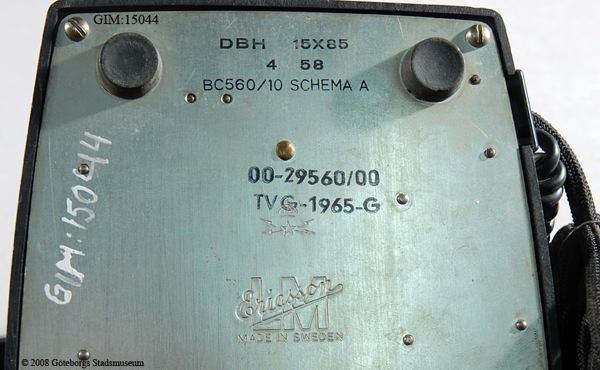 GIM:15044
DBH 15X85
4 58
BC560/10 SCHEMA A
GIM:15044
00-29560/00
TVG-1965-G
LM
Ericsson
MADE IN SWEDEN
© 2008 Göteborgs Stadsmuseum